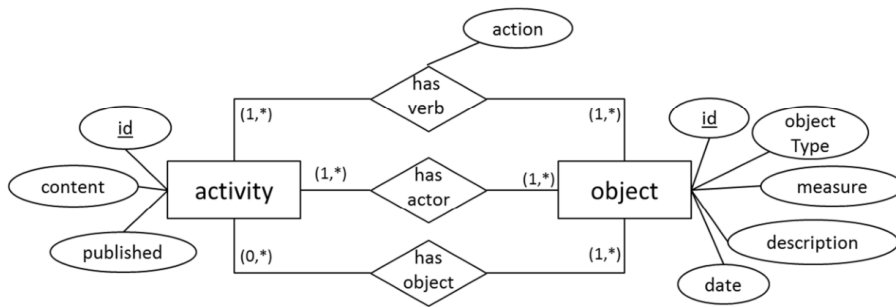 action
has
verb
(1,*)
(1,*)
id
content
published
activity
(1,*)
has
actor
(1,*)
object
id
object
Type
measure
description
date
(0,*)
has
object
(1,*)